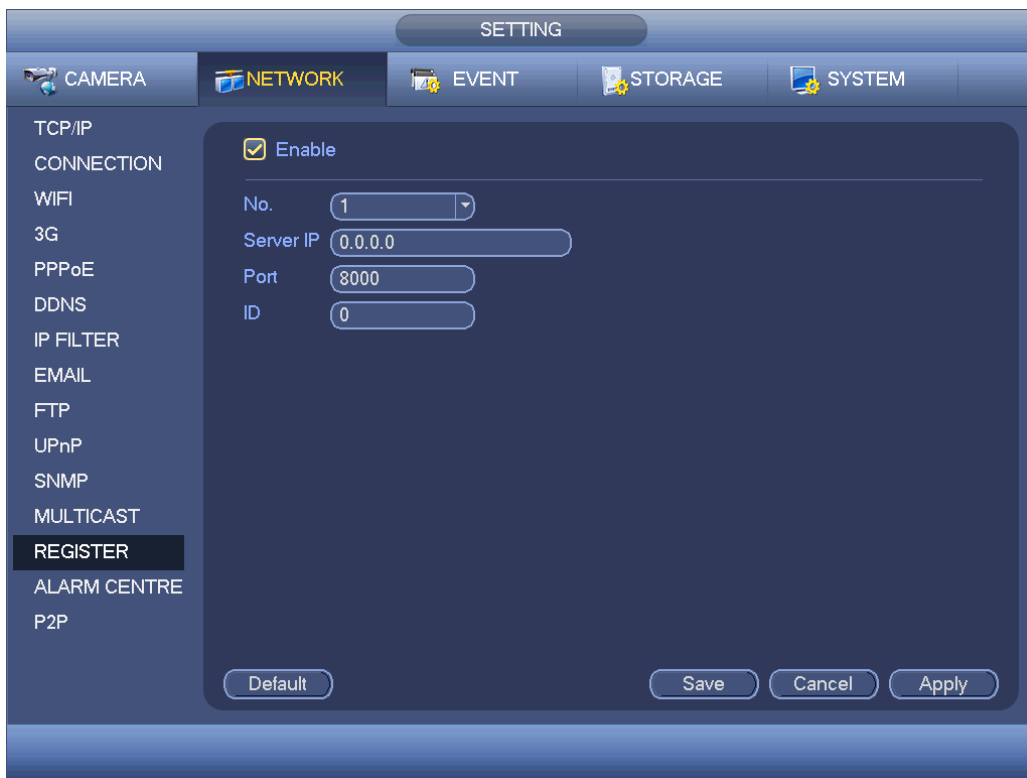 SETTING
CAMERA NETWORK EVENT STORAGE SYSTEM
TCP/IP
CONNECTION
WIFI
3G
PPPoE
DDNS
IP FILTER
EMAIL
FTP
UPnP
SNMP
MULTICAST
REGISTER
ALARM CENTRE
P2P
Enable
No. 1
Server IP 0.0.0.0
Port 8000
ID 0
Default Save Cancel Apply